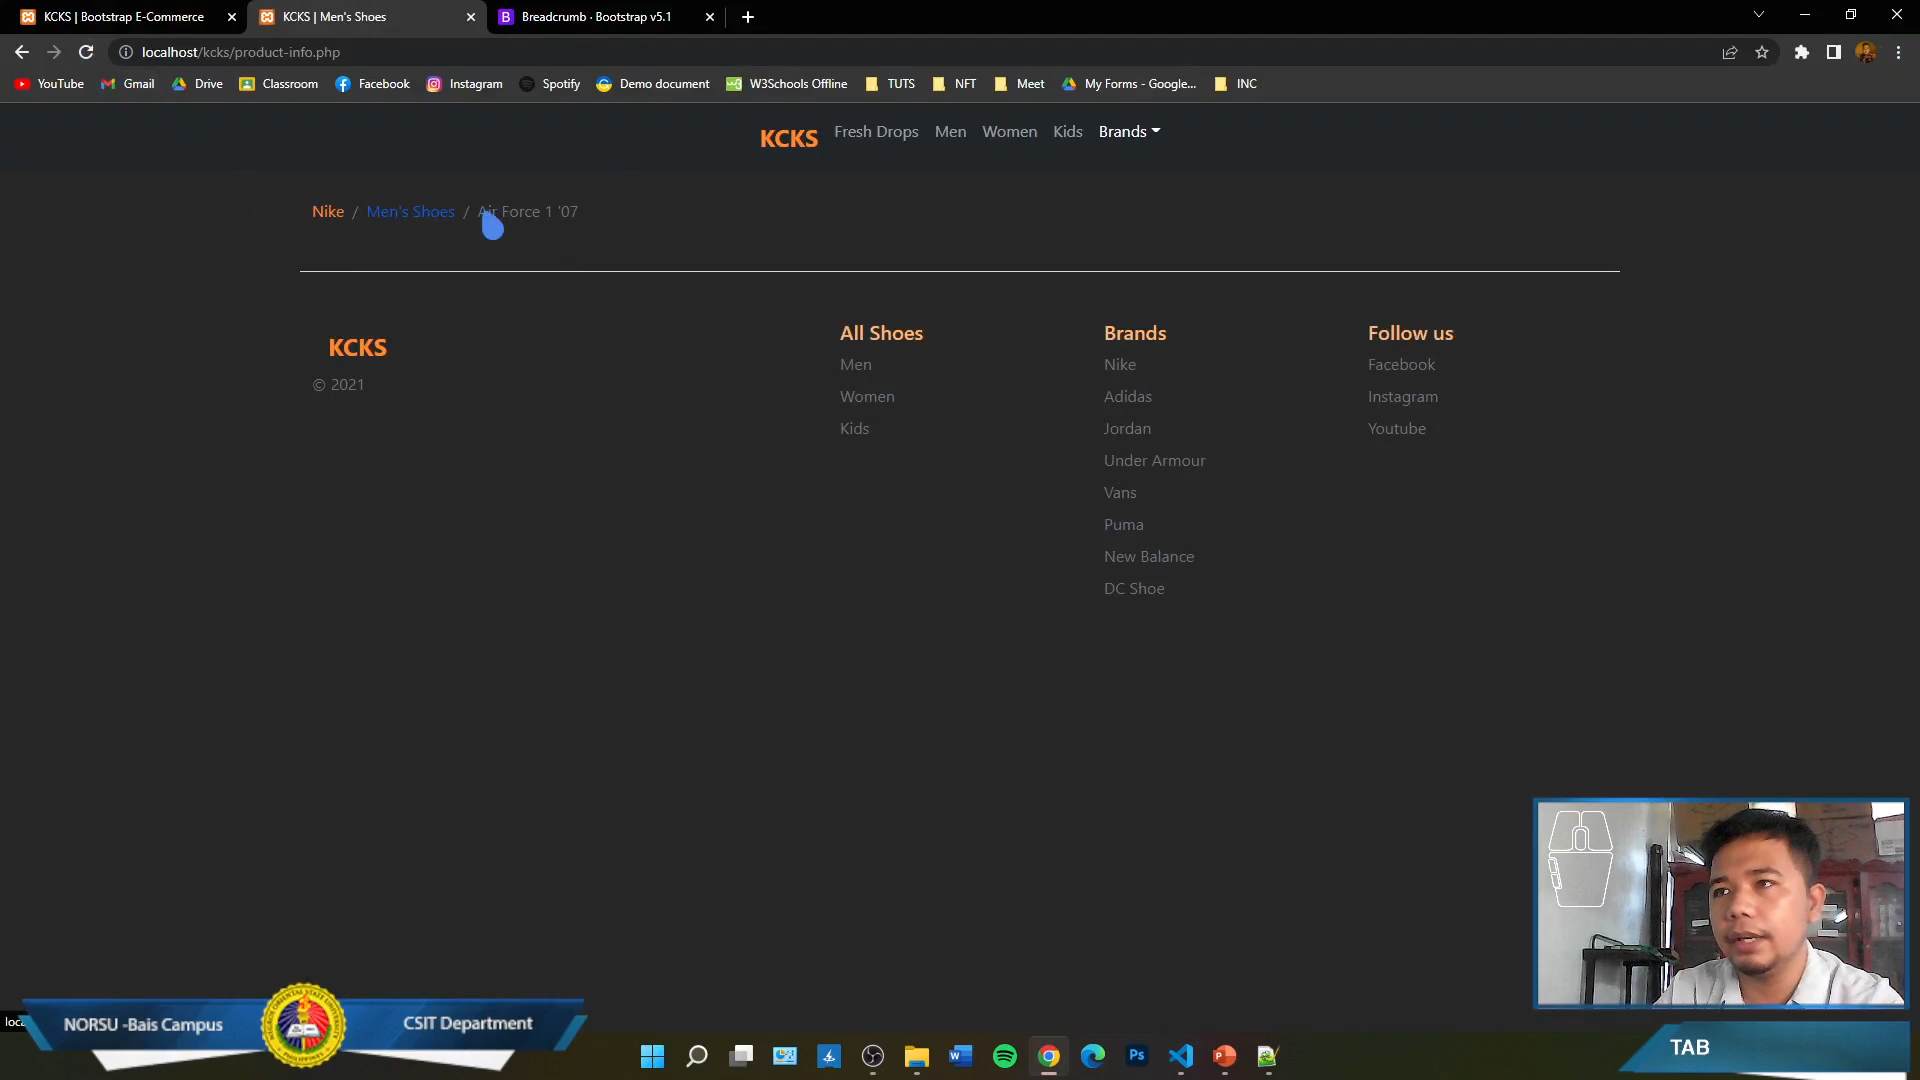 KCKS | Bootstrap E-Commerce
KCKS | Men's Shoes
Breadcrumb · Bootstrap v5.1
localhost/kcks/product-info.php
YouTube
Gmail
Drive
Classroom
Facebook
Instagram
Spotify
Demo document
W3Schools Offline
TUTS
NFT
Meet
My Forms - Google...
INC
KCKS
Fresh Drops
Men
Women
Kids
Brands
Nike / Men's Shoes / Air Force 1 '07
KCKS
© 2021
All Shoes
Men
Women
Kids
Brands
Nike
Adidas
Jordan
Under Armour
Vans
Puma
New Balance
DC Shoe
Follow us
Facebook
Instagram
Youtube
NORSU -Bais Campus
CSIT Department
TAB